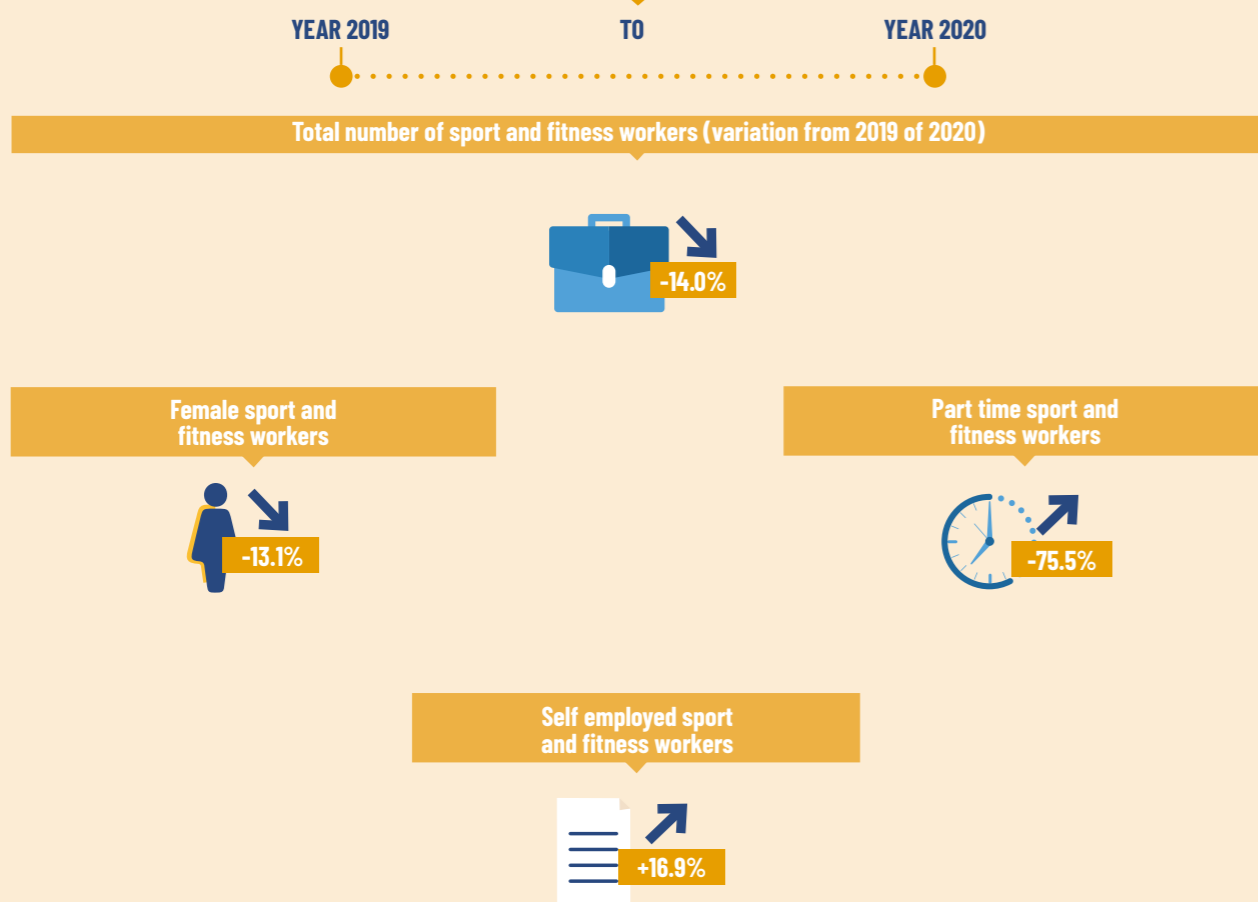 YEAR 2019 TO YEAR 2020
Total number of sport and fitness workers (variation from 2019 of 2020)
-14.0%
Female sport and
fitness workers
-13.1%
Part time sport and
fitness workers
-75.5%
Self employed sport
and fitness workers
+16.9%